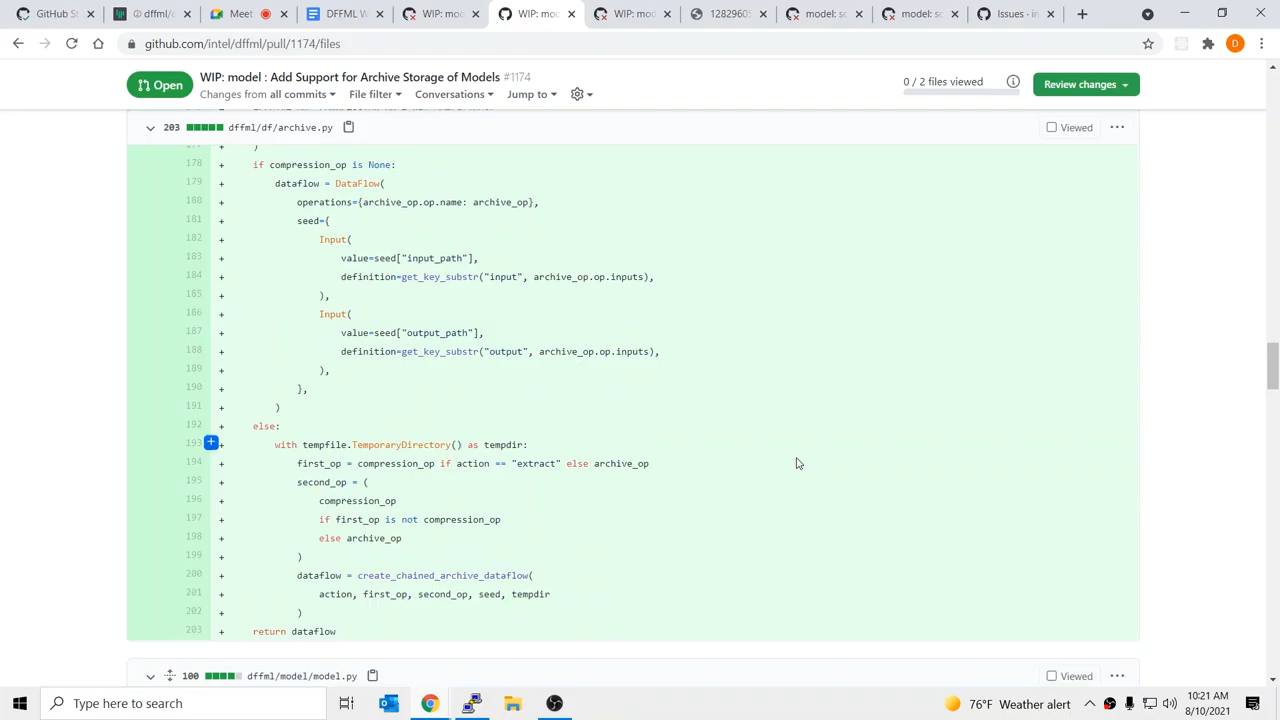 GitHub St
② dffml/c
Meet
DFFML W
WIP: mod
WIP: mod
WIP: mod
1282960
model: sc
model: sc
Issues · in
github.com/intel/dffml/pull/1174/files
D
Open
WIP: model : Add Support for Archive Storage of Models #1174
Changes from all commits
File filter
Conversations
Jump to
0 / 2 files viewed
Review changes
203 dffml/df/archive.py
Viewed
177 + )
178 + if compression_op is None:
179 + dataflow = DataFlow(
180 + operations={archive_op.op.name: archive_op},
181 + seed={
182 + Input(
183 + value=seed["input_path"],
184 + definition=get_key_substr("input", archive_op.op.inputs),
185 + ),
186 + Input(
187 + value=seed["output_path"],
188 + definition=get_key_substr("output", archive_op.op.inputs),
189 + ),
190 + },
191 + )
192 + else:
193 + with tempfile.TemporaryDirectory() as tempdir:
194 + first_op = compression_op if action == "extract" else archive_op
195 + second_op = (
196 + compression_op
197 + if first_op is not compression_op
198 + else archive_op
199 + )
200 + dataflow = create_chained_archive_dataflow(
201 + action, first_op, second_op, seed, tempdir
202 + )
203 + return dataflow
100 dffml/model/model.py
Viewed
Type here to search
76°F Weather alert
10:21 AM
8/10/2021